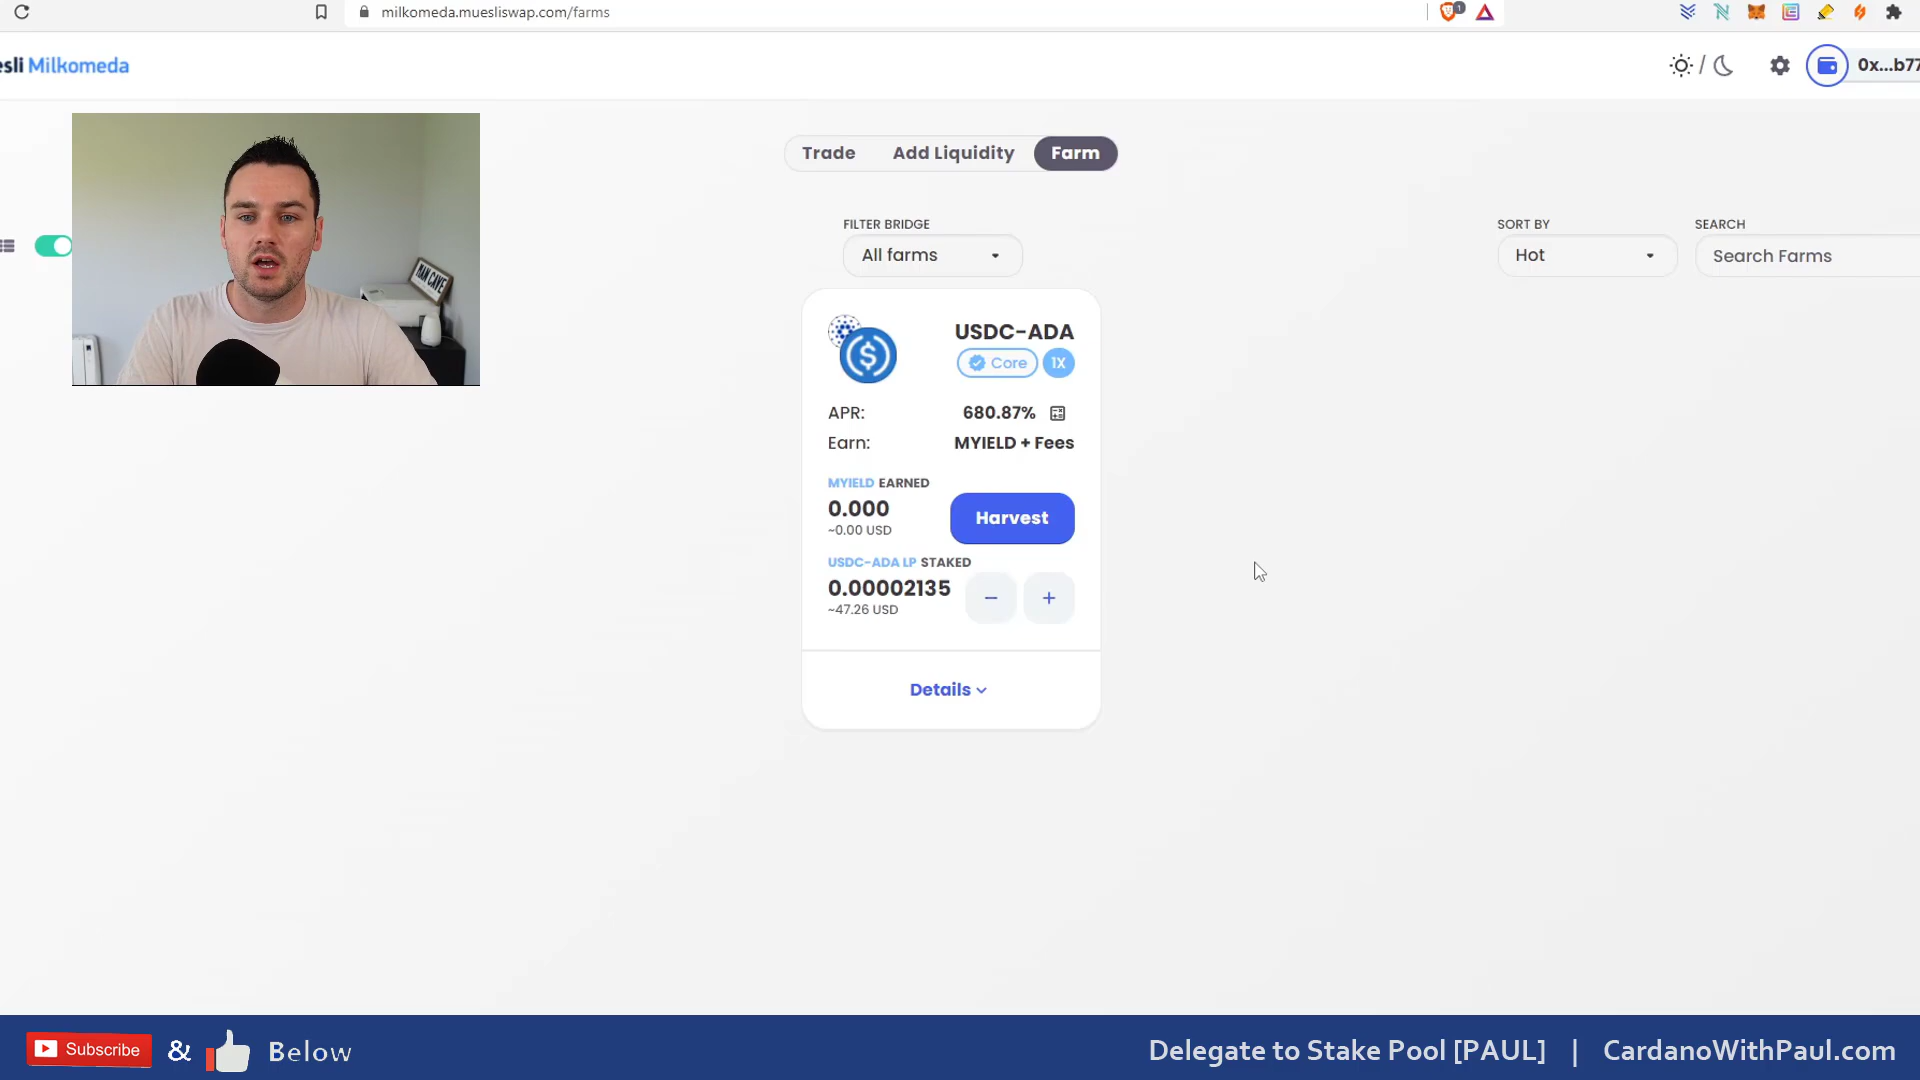 milkomeda.muesliswap.com/farms
1
esli Milkomeda
/
0x...b77
Trade
Add Liquidity
Farm
FILTER BRIDGE
All farms
SORT BY
Hot
SEARCH
Search Farms
MAN CAVE
USDC-ADA
Core
1X
APR:
680.87%
Earn:
MYIELD + Fees
MYIELD EARNED
0.000
~0.00 USD
Harvest
USDC-ADA LP STAKED
0.00002135
~47.26 USD
Details
Subscribe & Below
Delegate to Stake Pool [PAUL] | CardanoWithPaul.com